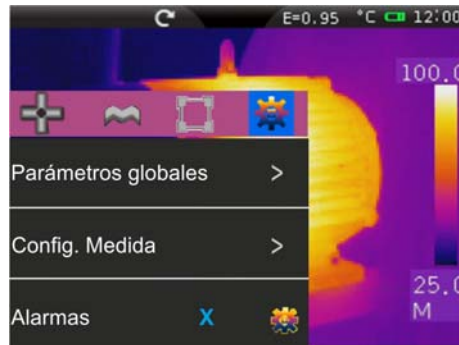 E=0.95 °C 12:00
100.0
Parámetros globales >
Config. Medida >
25.0
M
Alarmas X